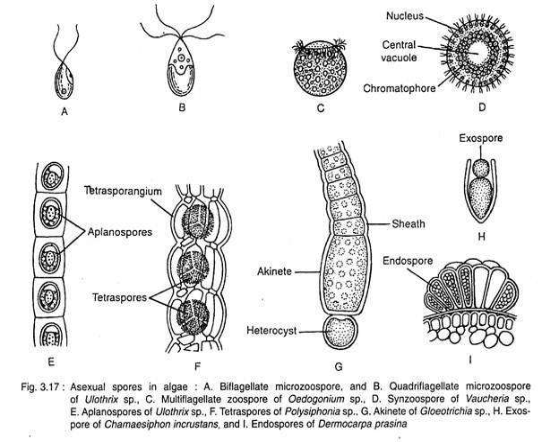 A
B
C
Nucleus
Central
vacuole
Chromatophore
D
E
Aplanospores
Tetrasporangium
Tetraspores
F
Sheath
Akinete
Heterocyst
G
Exospore
H
Endospore
I
Fig. 3.17 : Asexual spores in algae : A. Biflagellate microzoospore, and B. Quadriflagellate microzoospore
of Ulothrix sp., C. Multiflagellate zoospore of Oedogonium sp., D. Synzoospore of Vaucheria sp.,
E. Aplanospores of Ulothrix sp., F. Tetraspores of Polysiphonia sp., G. Akinete of Gloeotrichia sp., H. Exos-
pore of Chamaesiphon incrustans, and I. Endospores of Dermocarpa prasina